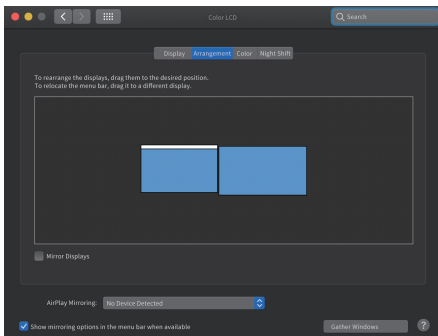 Color LCD
Search
Display Arrangement Color Night Shift
To rearrange the displays, drag them to the desired position.
To relocate the menu bar, drag it to a different display.
Mirror Displays
AirPlay Mirroring: No Device Detected
Show mirroring options in the menu bar when available
Gather Windows ?